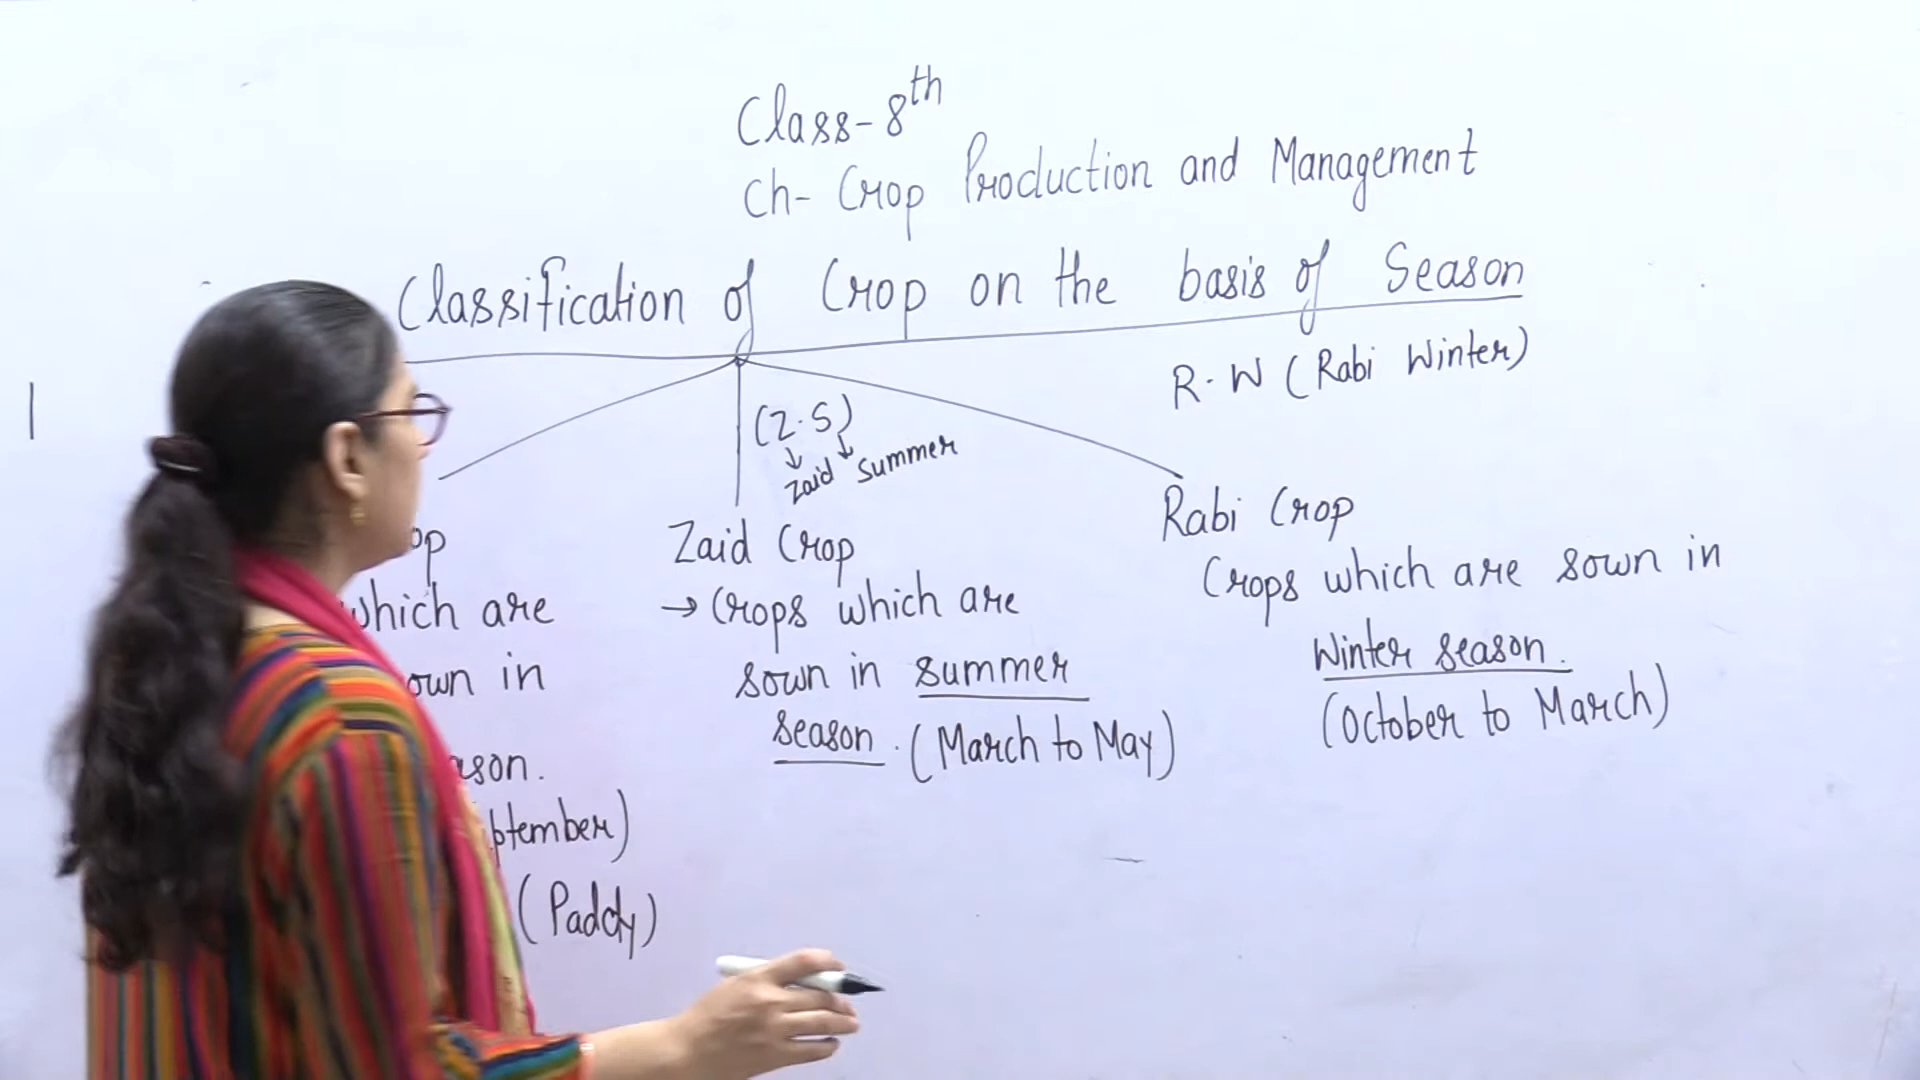 Class-8th
Ch- Crop Production and Management
Classification of Crop on the basis of Season
R.W (Rabi Winter)
(Z.S)
Zaid Summer
Zaid Crop
→ Crops which are
sown in summer
season. (March to May)
Rabi Crop
Crops which are sown in
Winter season.
(October to March)
which are
in
(Paddy)